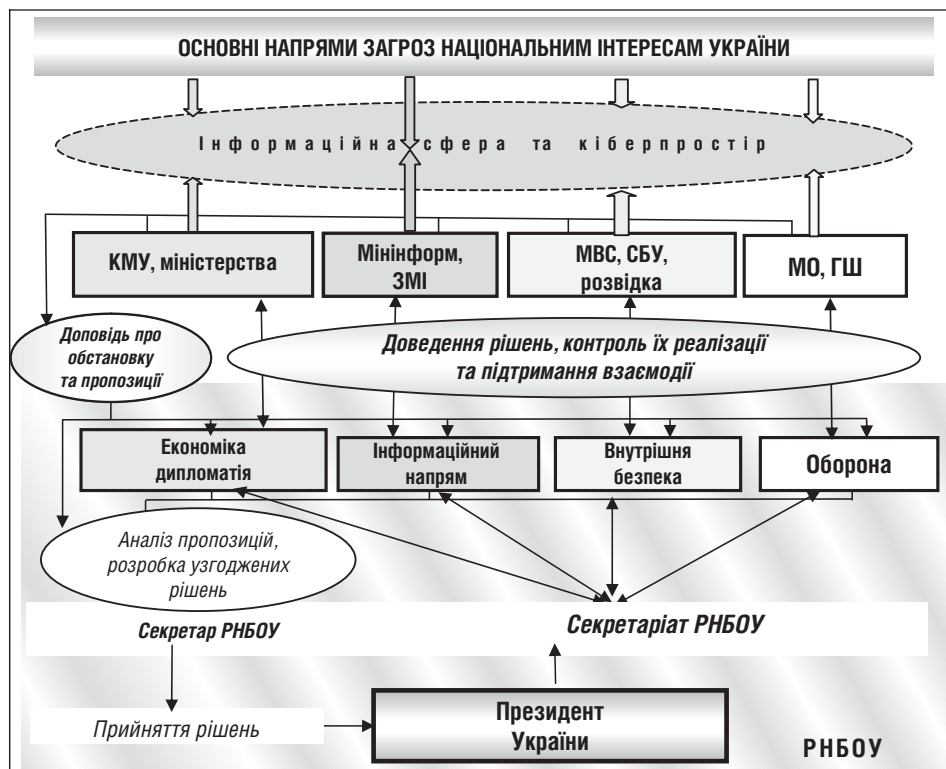 ОСНОВНІ НАПРЯМИ ЗАГРОЗ НАЦІОНАЛЬНИМ ІНТЕРЕСАМ УКРАЇНИ
Інформаційна сфера та кіберпростір
КМУ, міністерства
Мінінформ,
ЗМІ
МВС, СБУ,
розвідка
МО, ГШ
Доповідь про
обстановку
та пропозиції
Доведення рішень, контроль їх реалізації
та підтримання взаємодії
Економіка
дипломатія
Інформаційний
напрям
Внутрішня
безпека
Оборона
Аналіз пропозицій,
розробка узгоджених
рішень
Секретар РНБОУ
Секретаріат РНБОУ
Прийняття рішень
Президент
України
РНБОУ